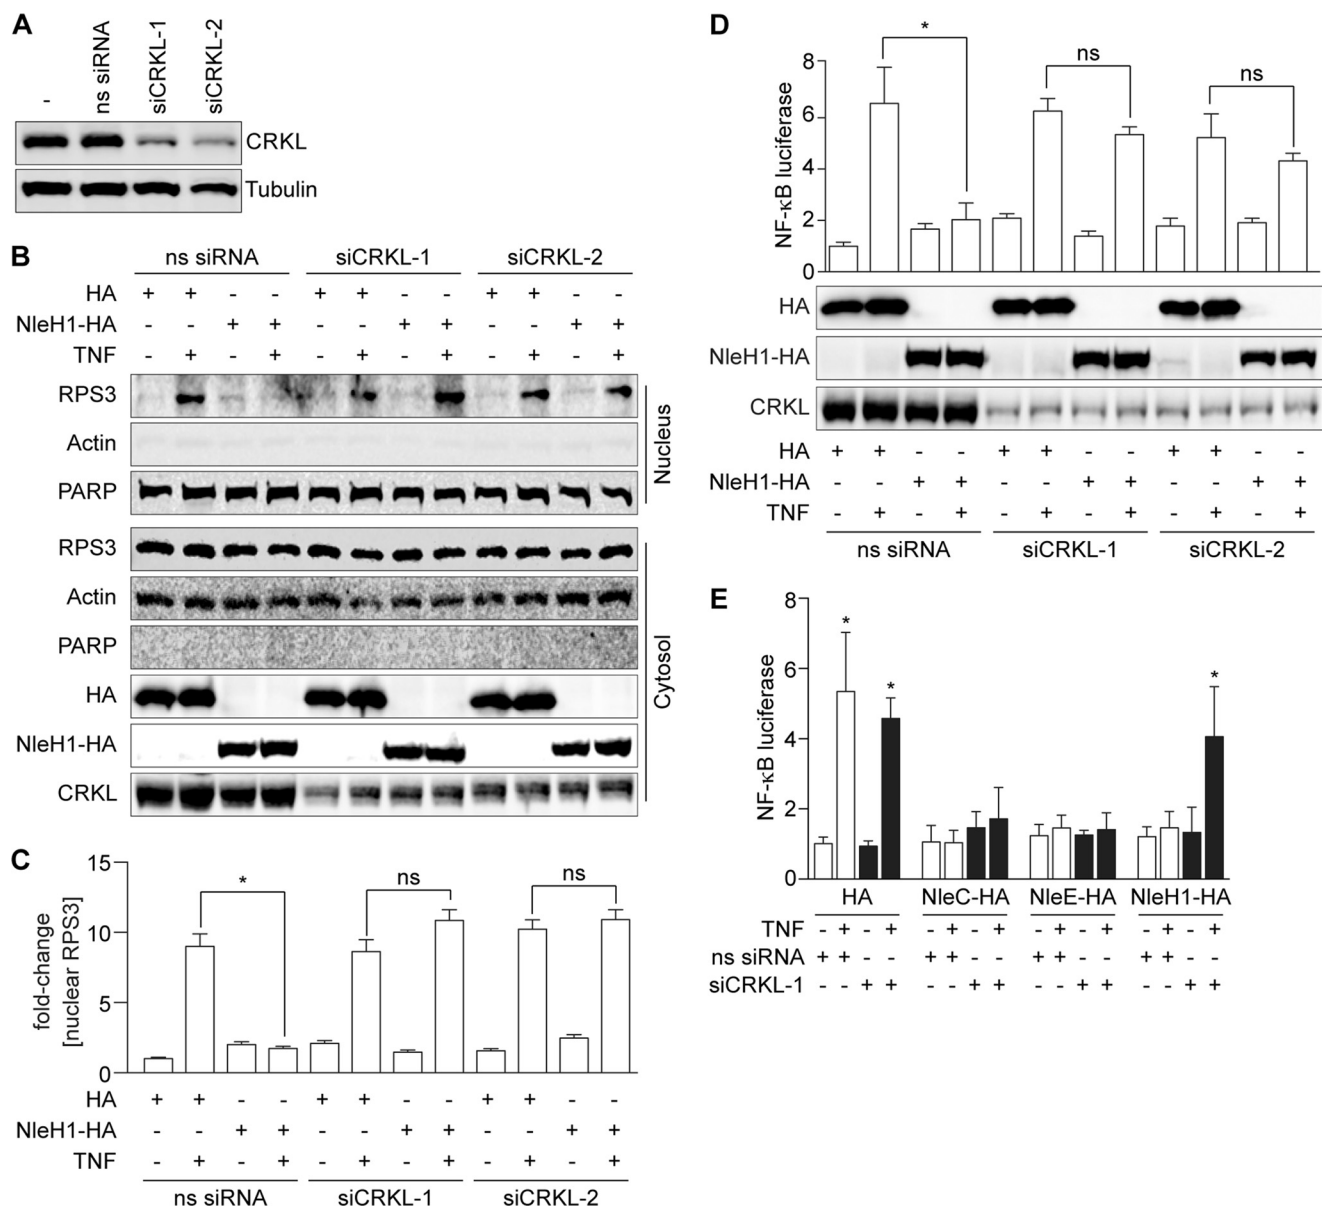 A
-
ns siRNA
siCRKL-1
siCRKL-2
CRKL
Tubulin
B
ns siRNA siCRKL-1 siCRKL-2
HA + + - - + + - - + + - -
NleH1-HA - - + + - - + + - - + +
TNF - + - + - + - + - + - +
RPS3
Actin
PARP
Nucleus
RPS3
Actin
PARP
HA
NleH1-HA
CRKL
Cytosol
C
15
10
5
0
fold-change
[nuclear RPS3]
* ns ns
HA + + - - + + - - + + - -
NleH1-HA - - + + - - + + - - + +
TNF - + - + - + - + - + - +
ns siRNA siCRKL-1 siCRKL-2
D
8
6
4
2
0
NF-κB luciferase
* ns ns
HA
NleH1-HA
CRKL
HA + + - - + + - - + + - -
NleH1-HA - - + + - - + + - - + +
TNF - + - + - + - + - + - +
ns siRNA siCRKL-1 siCRKL-2
E
8
6
4
2
0
NF-κB luciferase
* * *
HA NleC-HA NleE-HA NleH1-HA
TNF - + - + - + - + - + - + - + - +
ns siRNA + + - - + + - - + + - - + + - -
siCRKL-1 - - + + - - + + - - + + - - + +